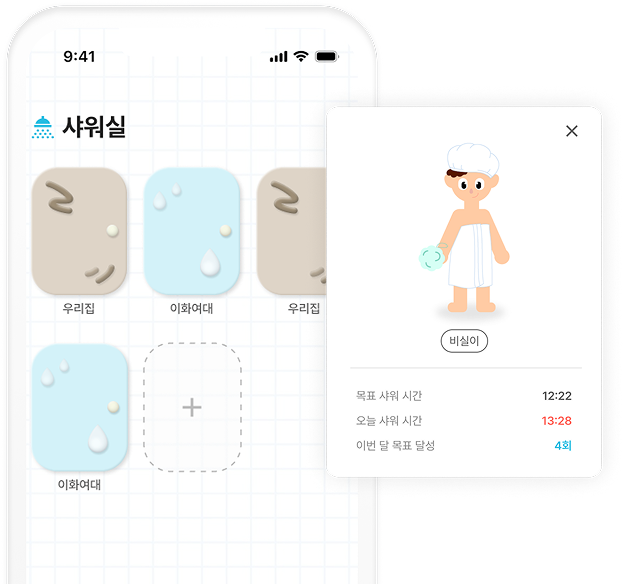 9:41
샤워실
우리집
이화여대
우리집
이화여대
비실이
목표 샤워 시간 12:22
오늘 샤워 시간 13:28
이번 달 목표 달성 4회